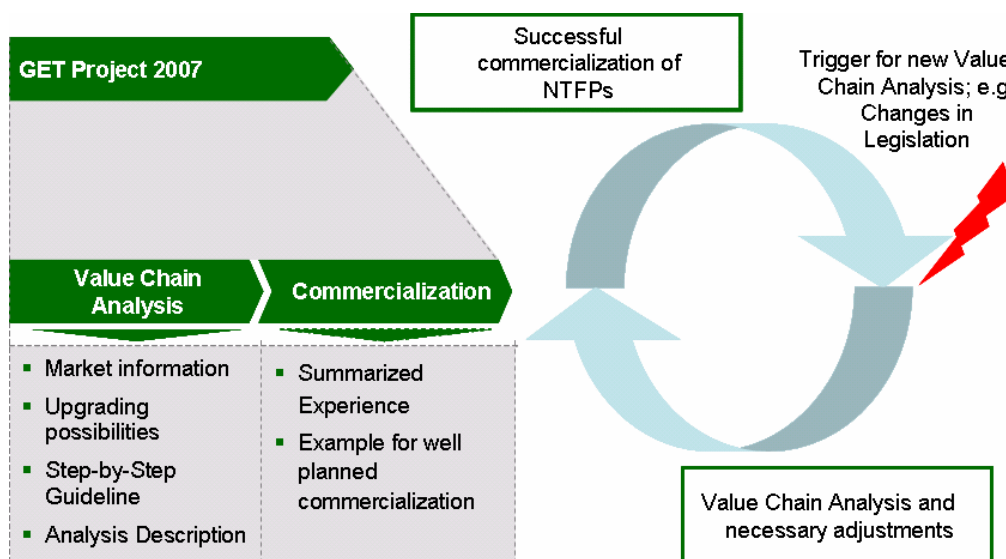 GET Project 2007
Successful
commercialization of
NTFPs
Trigger for new Value
Chain Analysis; e.g
Changes in
Legislation
Value Chain
Analysis
Commercialization
▪ Market information
▪ Upgrading
possibilities
▪ Step-by-Step
Guideline
▪ Analysis Description
▪ Summarized
Experience
▪ Example for well
planned
commercialization
Value Chain Analysis and
necessary adjustments